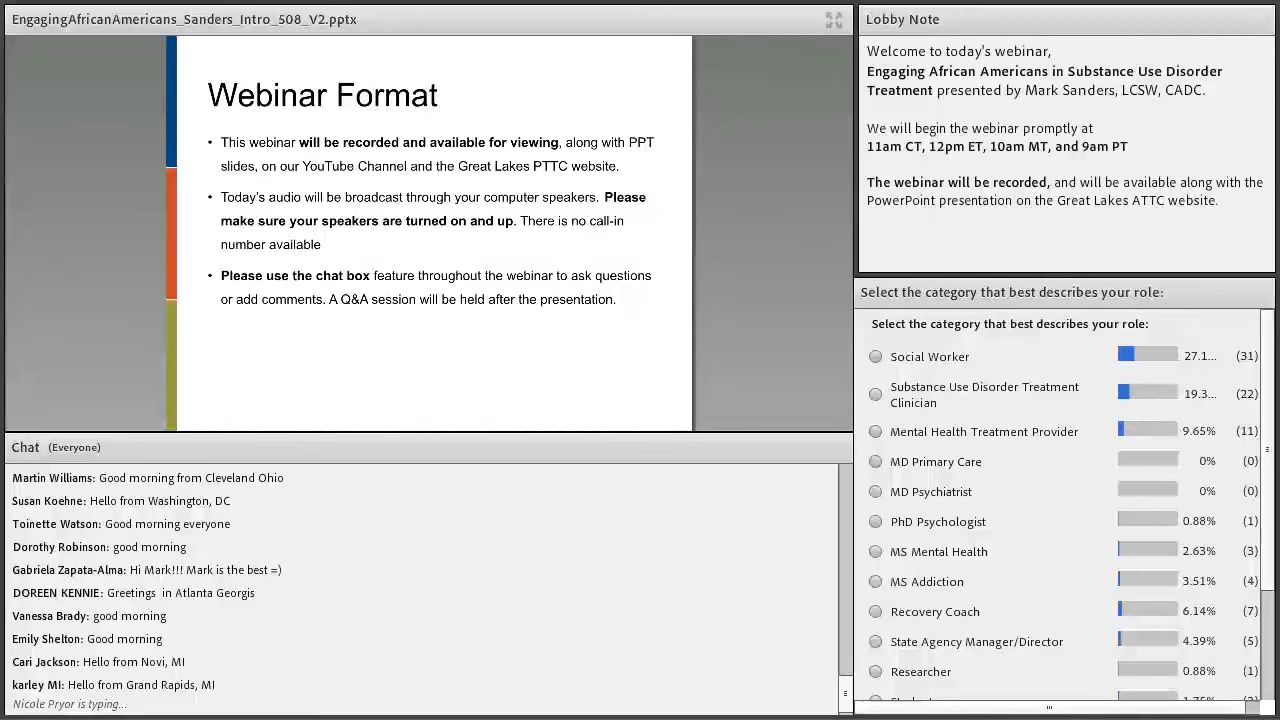 EngagingAfricanAmericans_Sanders_Intro_508_V2.pptx
Webinar Format
• This webinar will be recorded and available for viewing, along with PPT
slides, on our YouTube Channel and the Great Lakes PTTC website.
• Today's audio will be broadcast through your computer speakers. Please
make sure your speakers are turned on and up. There is no call-in
number available
• Please use the chat box feature throughout the webinar to ask questions
or add comments. A Q&A session will be held after the presentation.
Chat (Everyone)
Martin Williams: Good morning from Cleveland Ohio
Susan Koehne: Hello from Washington, DC
Toinette Watson: Good morning everyone
Dorothy Robinson: good morning
Gabriela Zapata-Alma: Hi Mark!!! Mark is the best =)
DOREEN KENNIE: Greetings in Atlanta Georgis
Vanessa Brady: good morning
Emily Shelton: Good morning
Cari Jackson: Hello from Novi, MI
karley MI: Hello from Grand Rapids, MI
Nicole Pryor is typing...
Lobby Note
Welcome to today's webinar,
Engaging African Americans in Substance Use Disorder
Treatment presented by Mark Sanders, LCSW, CADC.
We will begin the webinar promptly at
11am CT, 12pm ET, 10am MT, and 9am PT
The webinar will be recorded, and will be available along with the
PowerPoint presentation on the Great Lakes ATTC website.
Select the category that best describes your role:
Select the category that best describes your role:
Social Worker 27.1... (31)
Substance Use Disorder Treatment
Clinician 19.3... (22)
Mental Health Treatment Provider 9.65% (11)
MD Primary Care 0% (0)
MD Psychiatrist 0% (0)
PhD Psychologist 0.88% (1)
MS Mental Health 2.63% (3)
MS Addiction 3.51% (4)
Recovery Coach 6.14% (7)
State Agency Manager/Director 4.39% (5)
Researcher 0.88% (1)